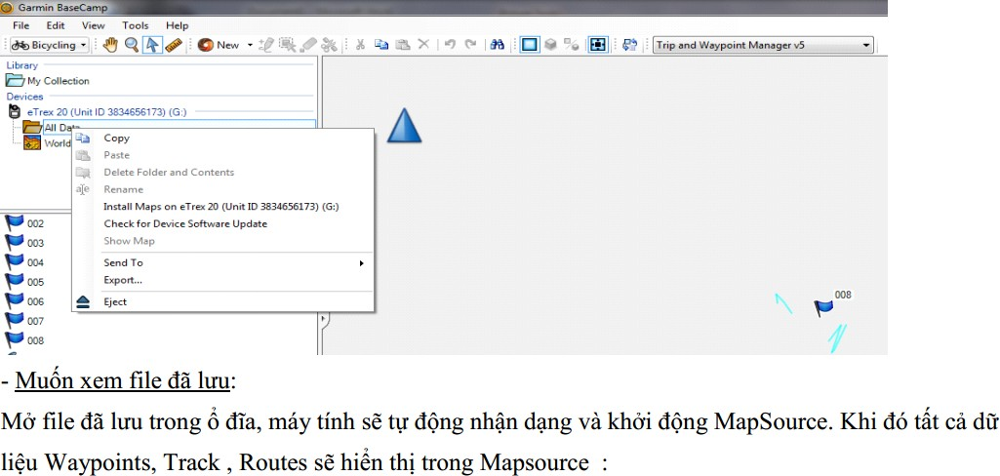 Garmin BaseCamp
File Edit View Tools Help
Bicycling New Trip and Waypoint Manager v5
Library
My Collection
Devices
eTrex 20 (Unit ID 3834656173) (G:)
All Data
World
Copy
Paste
Delete Folder and Contents
Rename
Install Maps on eTrex 20 (Unit ID 3834656173) (G:)
Check for Device Software Update
Show Map
Send To
Export...
Eject
002
003
004
005
006
007
008
008
- Muốn xem file đã lưu:
Mở file đã lưu trong ổ đĩa, máy tính sẽ tự động nhận dạng và khởi động MapSource. Khi đó tất cả dữ
liệu Waypoints, Track , Routes sẽ hiển thị trong Mapsource :